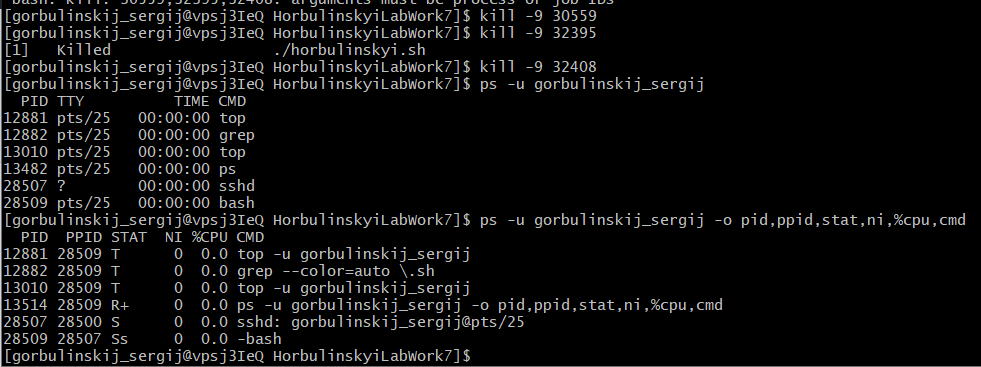 bash: kill: 30559,32395,32408: arguments must be process or job IDs
[gorbulinskij_sergij@vpsj3IeQ HorbulinskyiLabWork7]$ kill -9 30559
[gorbulinskij_sergij@vpsj3IeQ HorbulinskyiLabWork7]$ kill -9 32395
[1]   Killed                  ./horbulinskyi.sh
[gorbulinskij_sergij@vpsj3IeQ HorbulinskyiLabWork7]$ kill -9 32408
[gorbulinskij_sergij@vpsj3IeQ HorbulinskyiLabWork7]$ ps -u gorbulinskij_sergij
  PID TTY          TIME CMD
12881 pts/25   00:00:00 top
12882 pts/25   00:00:00 grep
13010 pts/25   00:00:00 top
13482 pts/25   00:00:00 ps
28507 ?        00:00:00 sshd
28509 pts/25   00:00:00 bash
[gorbulinskij_sergij@vpsj3IeQ HorbulinskyiLabWork7]$ ps -u gorbulinskij_sergij -o pid,ppid,stat,ni,%cpu,cmd
  PID  PPID STAT  NI %CPU CMD
12881 28509 T      0  0.0 top -u gorbulinskij_sergij
12882 28509 T      0  0.0 grep --color=auto \.sh
13010 28509 T      0  0.0 top -u gorbulinskij_sergij
13514 28509 R+     0  0.0 ps -u gorbulinskij_sergij -o pid,ppid,stat,ni,%cpu,cmd
28507 28500 S      0  0.0 sshd: gorbulinskij_sergij@pts/25
28509 28507 Ss     0  0.0 -bash
[gorbulinskij_sergij@vpsj3IeQ HorbulinskyiLabWork7]$